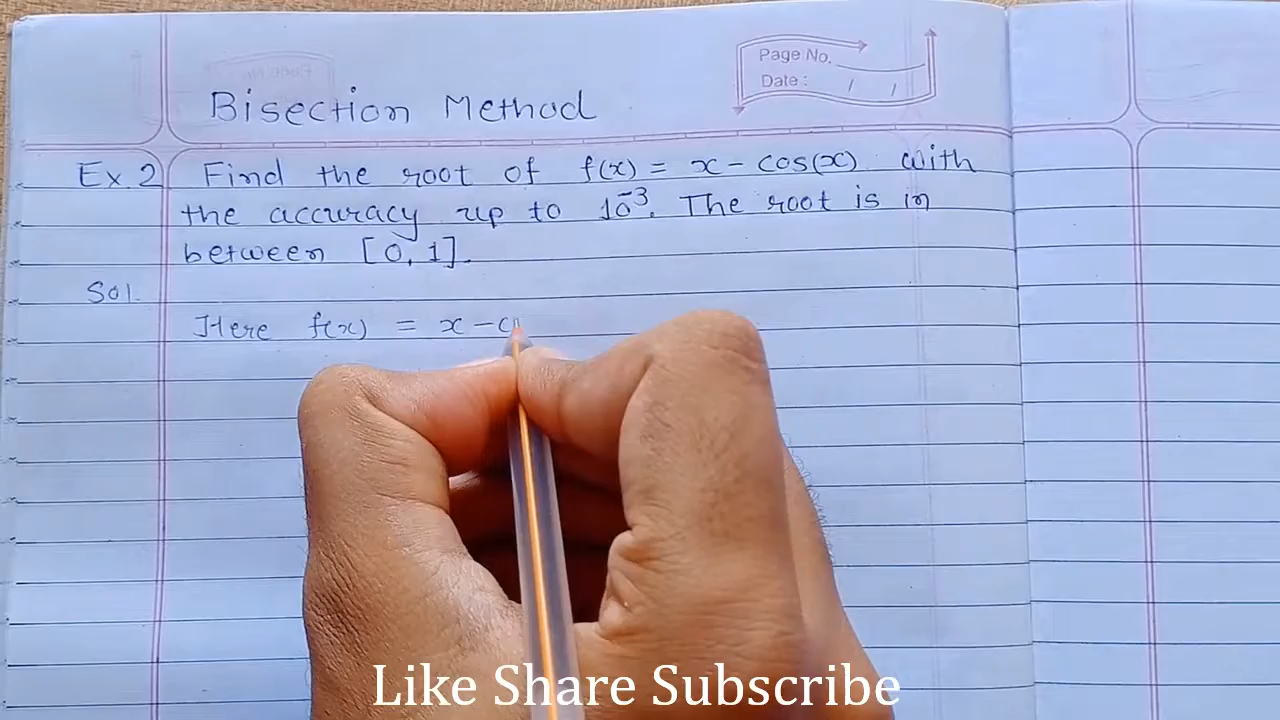 Page No.
Date : / /
Bisection Method
Ex.2 Find the root of f(x) = x - cos(x) with
the accuracy up to 10⁻³. The root is in
between [0, 1].
Sol.
Here f(x) = x - c
Like Share Subscribe